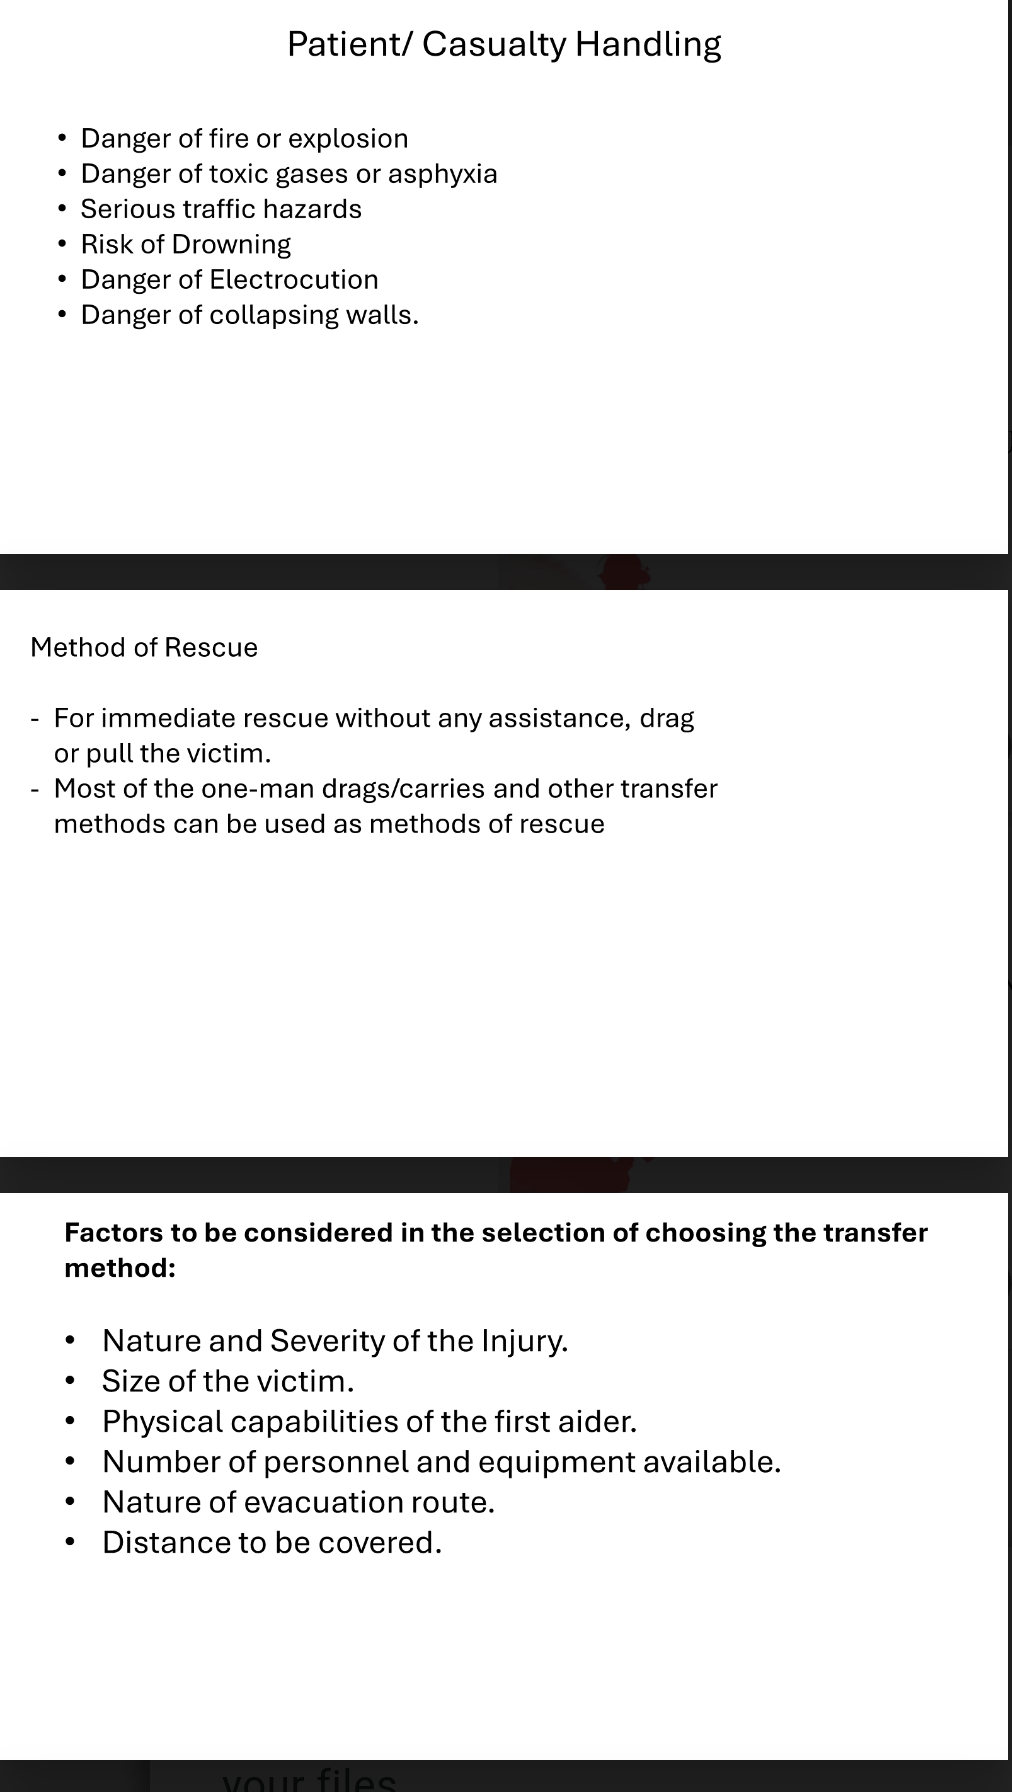 Patient/ Casualty Handling
• Danger of fire or explosion
• Danger of toxic gases or asphyxia
• Serious traffic hazards
• Risk of Drowning
• Danger of Electrocution
• Danger of collapsing walls.
Method of Rescue
- For immediate rescue without any assistance, drag
or pull the victim.
- Most of the one-man drags/carries and other transfer
methods can be used as methods of rescue
Factors to be considered in the selection of choosing the transfer
method:
• Nature and Severity of the Injury.
• Size of the victim.
• Physical capabilities of the first aider.
• Number of personnel and equipment available.
• Nature of evacuation route.
• Distance to be covered.
your files